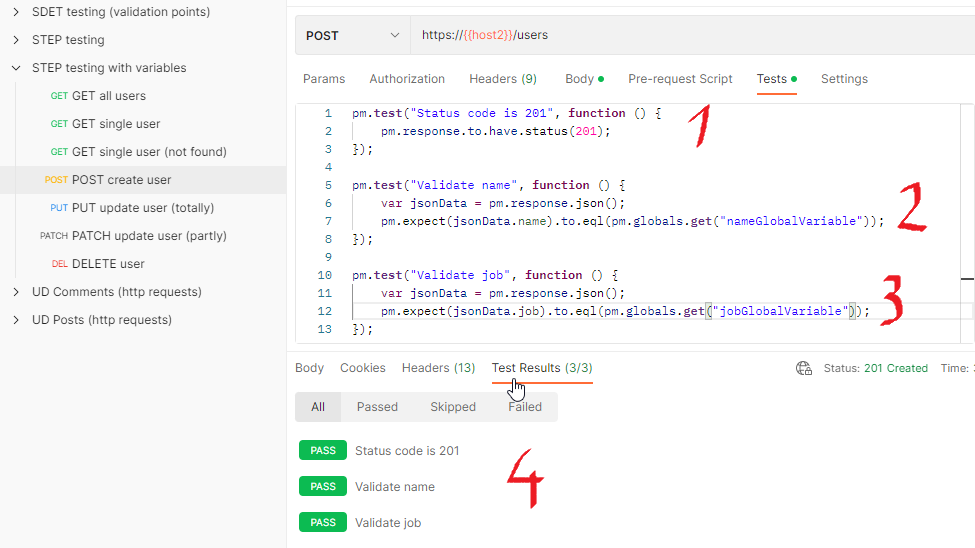 SDET testing (validation points)
STEP testing
STEP testing with variables
GET GET all users
GET GET single user
GET GET single user (not found)
POST POST create user
PUT PUT update user (totally)
PATCH PATCH update user (partly)
DEL DELETE user
UD Comments (http requests)
UD Posts (http requests)
POST https://{{host2}}/users
Params Authorization Headers (9) Body Pre-request Script Tests Settings
1 pm.test("Status code is 201", function () {
2 pm.response.to.have.status(201);
3 });
4
5 pm.test("Validate name", function () {
6 var jsonData = pm.response.json();
7 pm.expect(jsonData.name).to.eql(pm.globals.get("nameGlobalVariable"));
8 });
9
10 pm.test("Validate job", function () {
11 var jsonData = pm.response.json();
12 pm.expect(jsonData.job).to.eql(pm.globals.get("jobGlobalVariable"));
13 });
1
2
3
Body Cookies Headers (13) Test Results (3/3) Status: 201 Created Time:
All Passed Skipped Failed
PASS Status code is 201
PASS Validate name
PASS Validate job
4